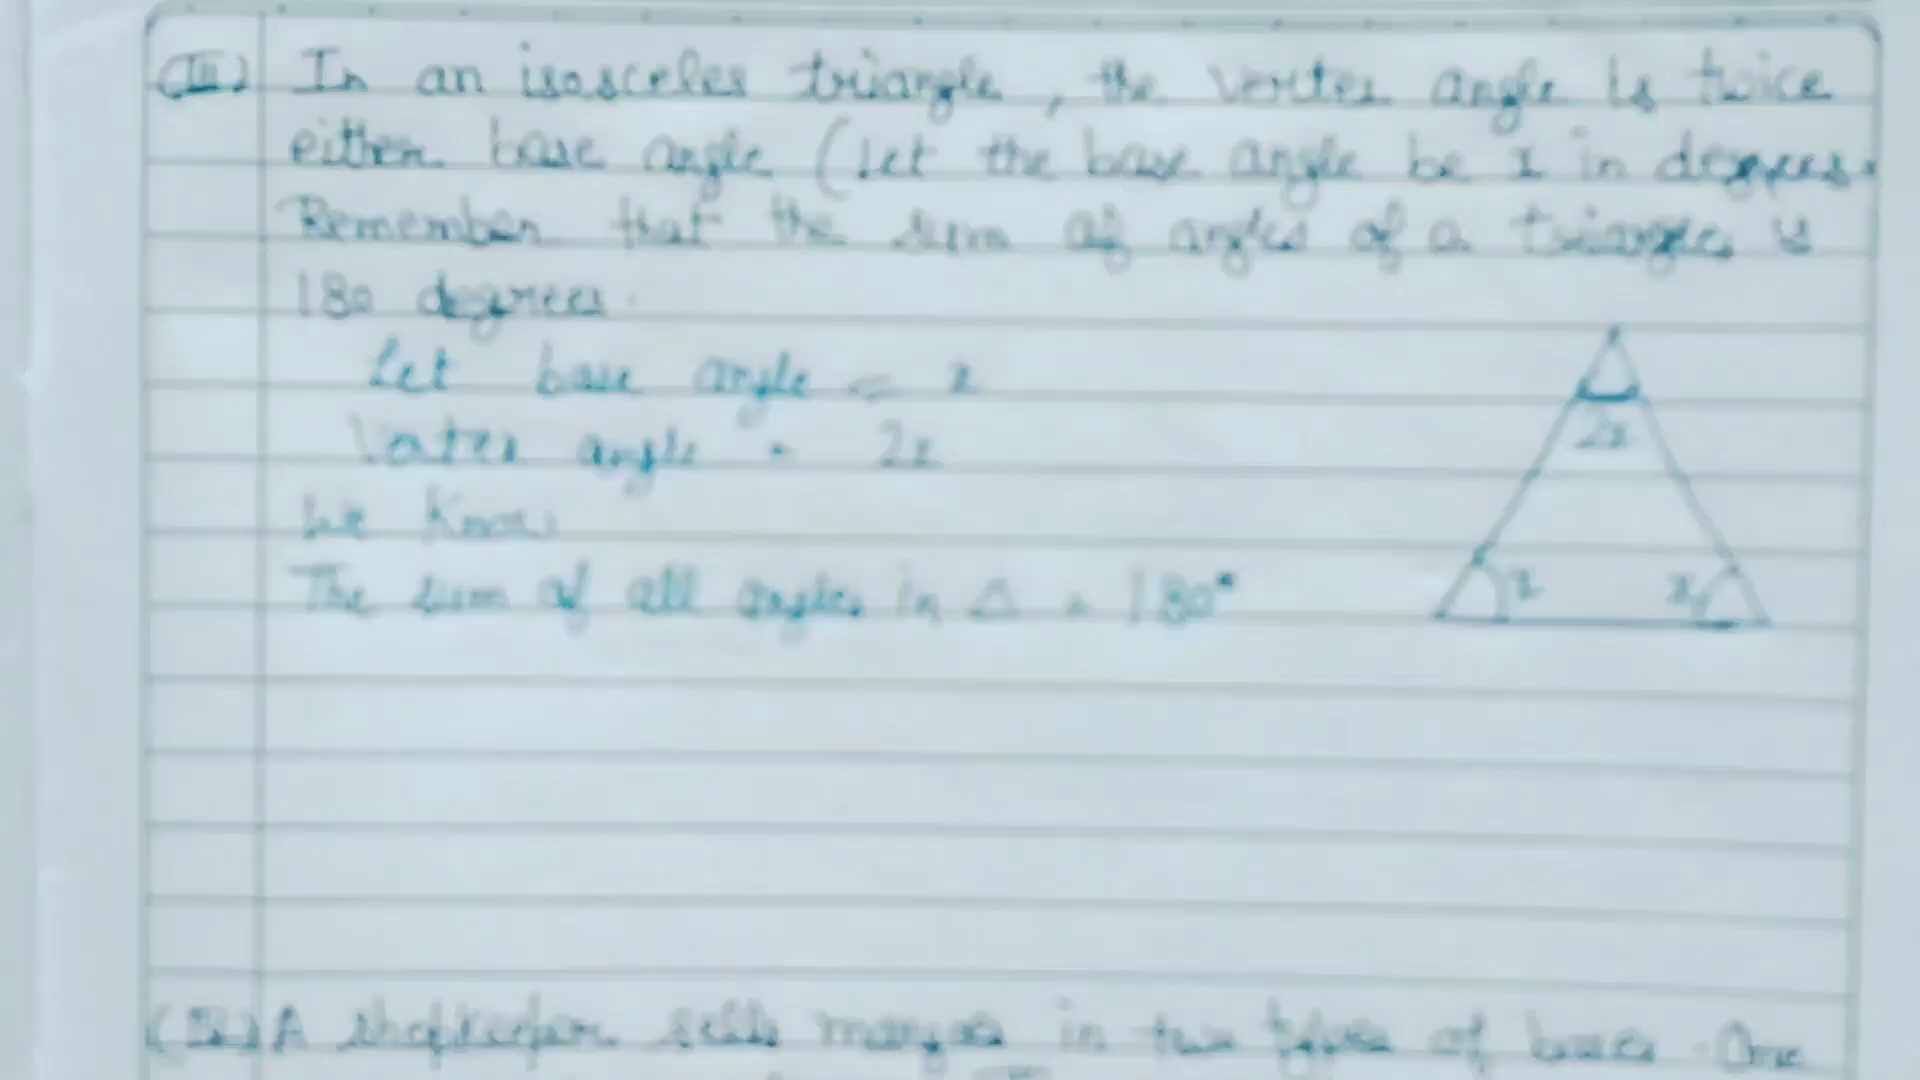 (III) In an isosceles triangle, the vertex angle is twice
either base angle (Let the base angle be x in degrees.
Remember that the sum of angles of a triangle is
180 degrees.
Let base angle = x
Vertex angle = 2x
2x
We know
The sum of all angles in △ = 180°
x x
A shopkeeper sells mangoes in two types of boxes. One